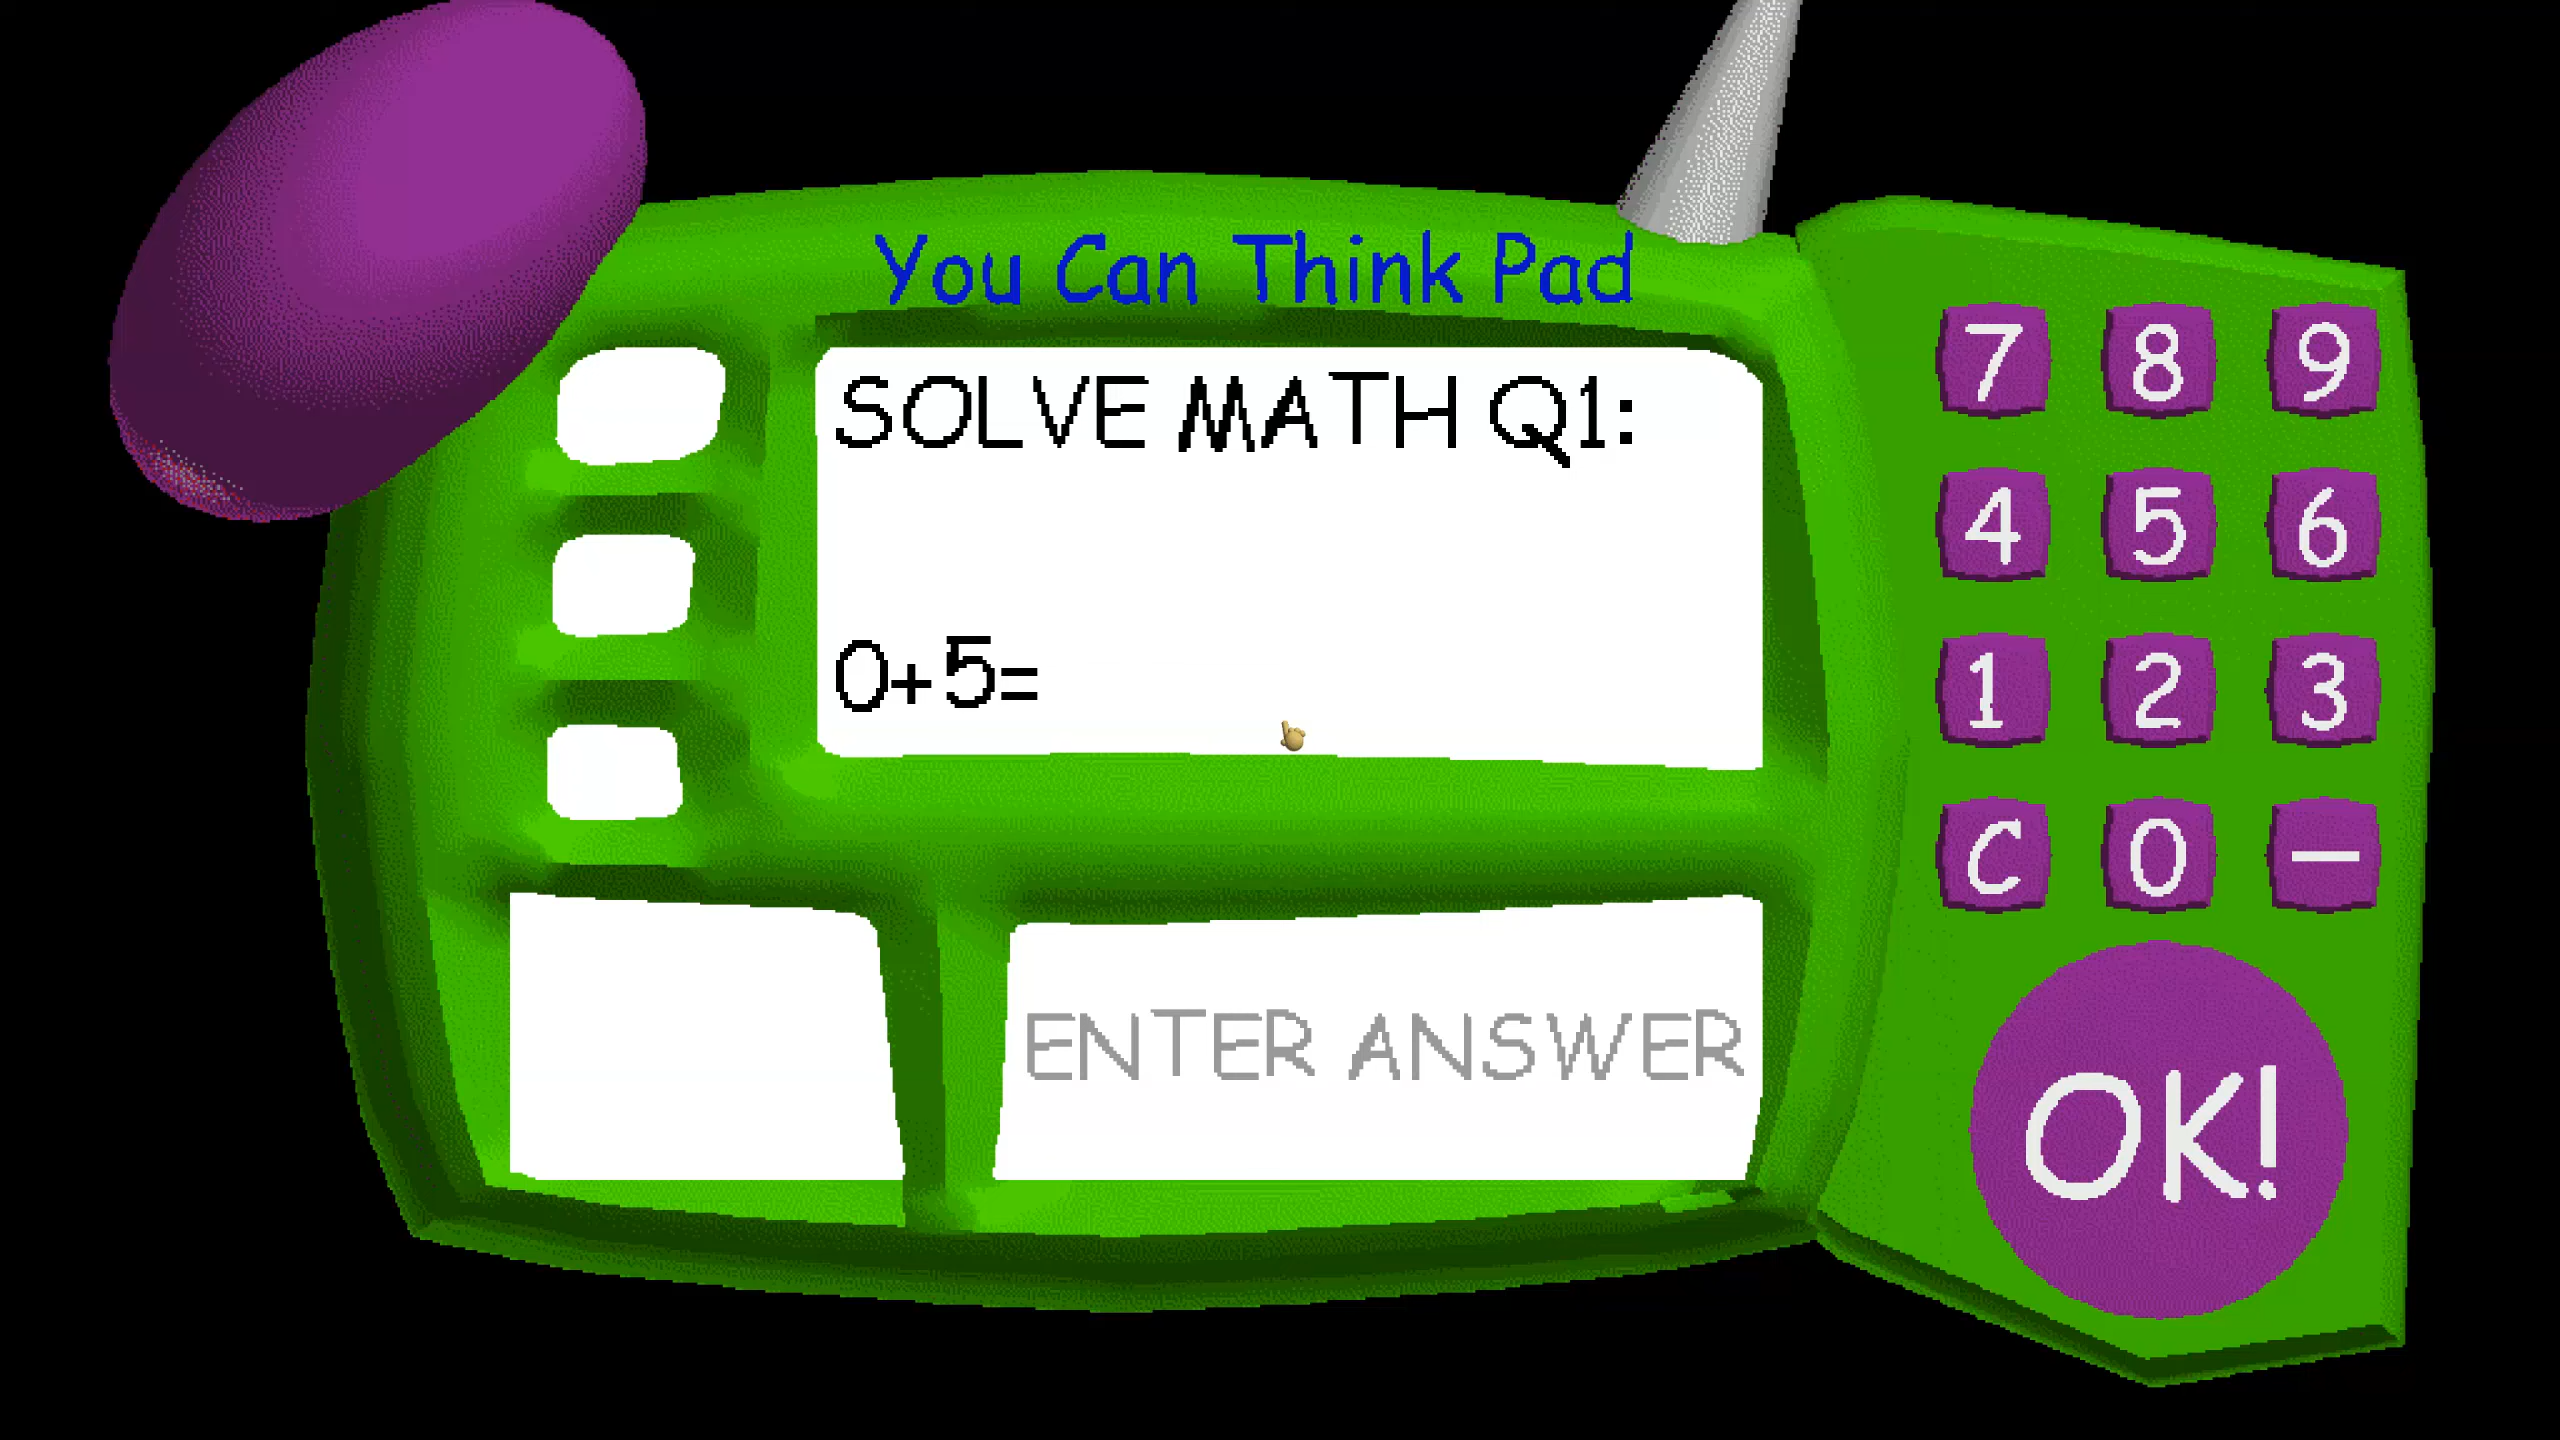 You Can Think Pad
SOLVE MATH Q1:
0+5=
ENTER ANSWER
7 8 9
4 5 6
1 2 3
C 0 −
OK!